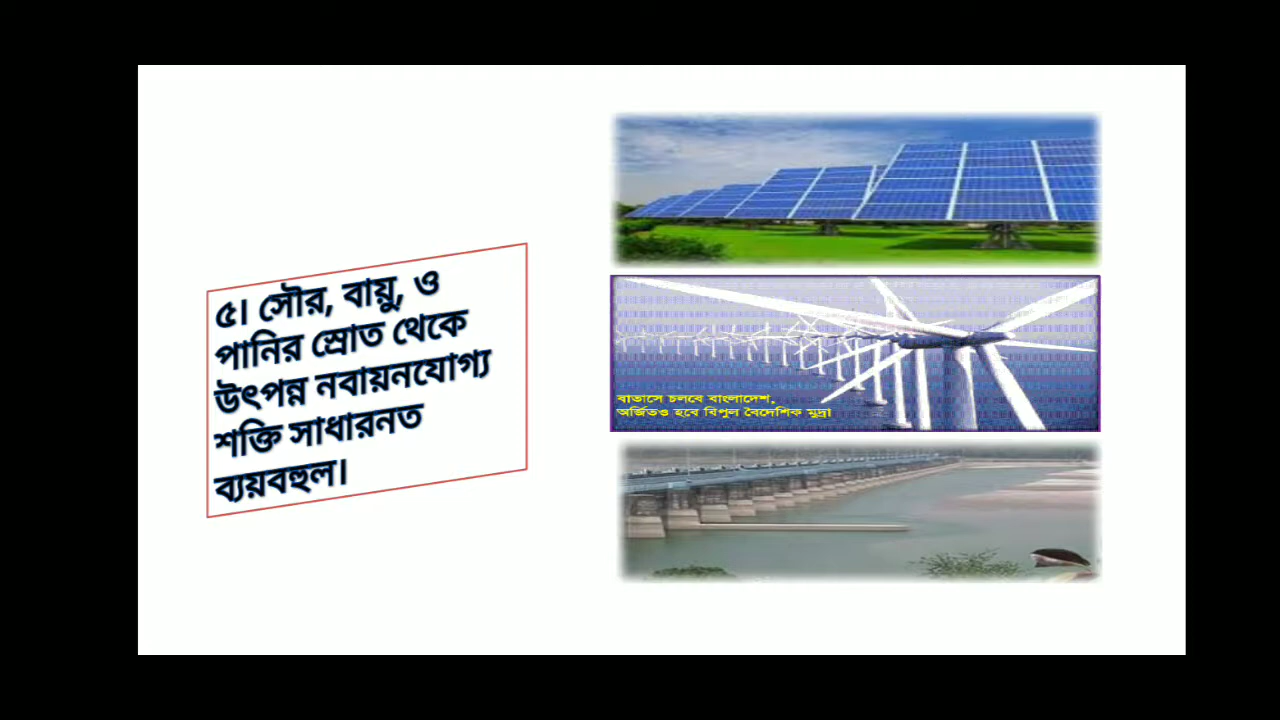 ৫। সৌর, বায়ু, ও
পানির স্রোত থেকে
উৎপন্ন নবায়নযোগ্য
শক্তি সাধারনত
ব্যয়বহুল।
বাতাসে চলবে বাংলাদেশ,
অর্জিতও হবে বিপুল বৈদেশিক মুদ্রা